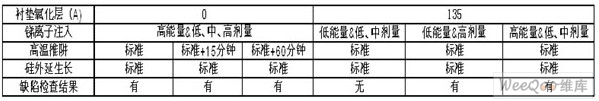 衬垫氧化层（A） 0 135
锑离子注入 高能量&低、中、高剂量 低能量&低、中剂量 低能量&高剂量 高能量&低、中剂量
高温推阱 标准 标准+15分钟 标准+60分钟 标准 标准 标准
硅外延生长 标准 标准 标准 标准 标准 标准
缺陷检查结果 有 有 有 无 有 有
WeeQoo维库